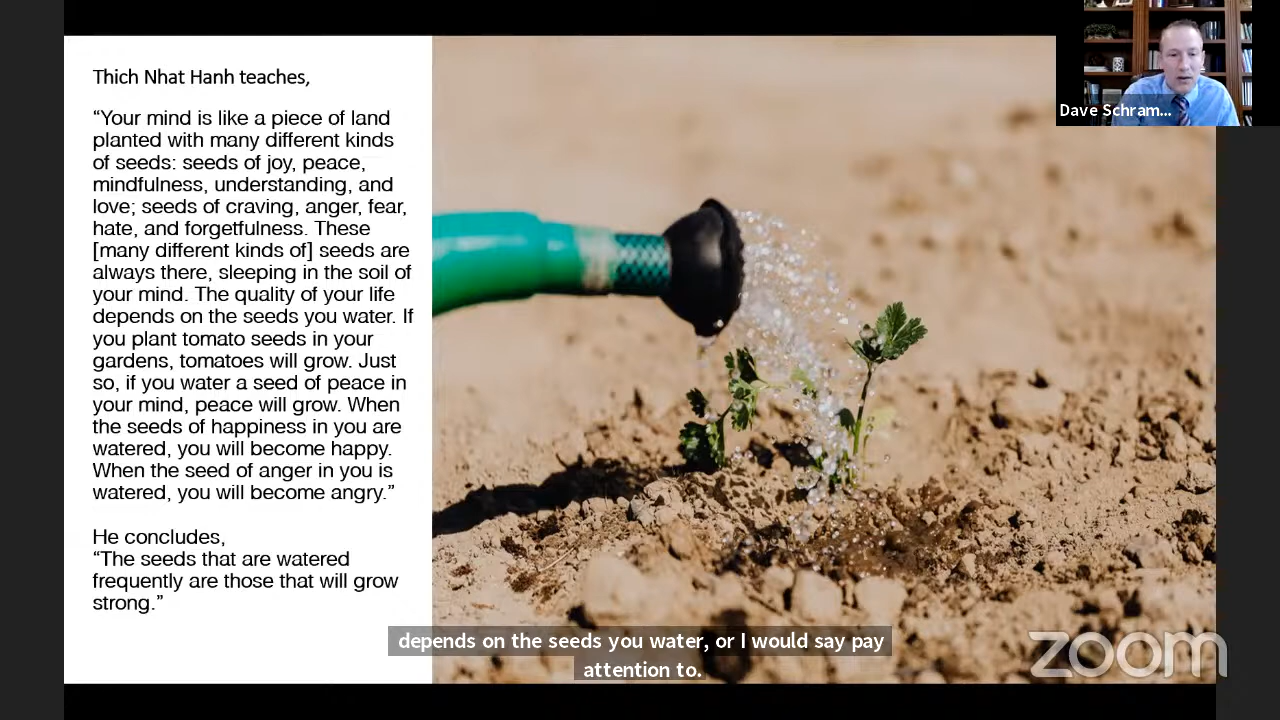 Thich Nhat Hanh teaches,
“Your mind is like a piece of land
planted with many different kinds
of seeds: seeds of joy, peace,
mindfulness, understanding, and
love; seeds of craving, anger, fear,
hate, and forgetfulness. These
[many different kinds of] seeds are
always there, sleeping in the soil of
your mind. The quality of your life
depends on the seeds you water. If
you plant tomato seeds in your
gardens, tomatoes will grow. Just
so, if you water a seed of peace in
your mind, peace will grow. When
the seeds of happiness in you are
watered, you will become happy.
When the seed of anger in you is
watered, you will become angry.”
He concludes,
“The seeds that are watered
frequently are those that will grow
strong.”
Dave Schram...
depends on the seeds you water, or I would say pay
attention to.
zoom